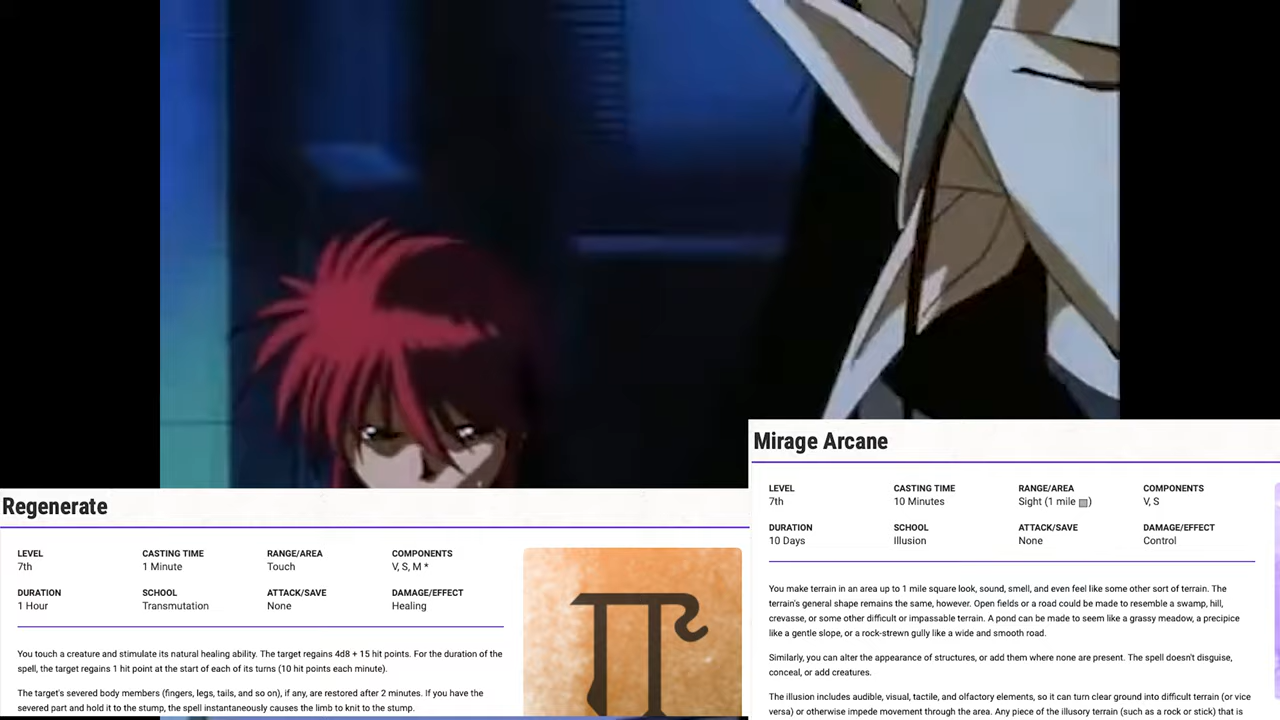 Regenerate
LEVEL CASTING TIME RANGE/AREA COMPONENTS
7th 1 Minute Touch V, S, M *
DURATION SCHOOL ATTACK/SAVE DAMAGE/EFFECT
1 Hour Transmutation None Healing
You touch a creature and stimulate its natural healing ability. The target regains 4d8 + 15 hit points. For the duration of the
spell, the target regains 1 hit point at the start of each of its turns (10 hit points each minute).
The target's severed body members (fingers, legs, tails, and so on), if any, are restored after 2 minutes. If you have the
severed part and hold it to the stump, the spell instantaneously causes the limb to knit to the stump.
Mirage Arcane
LEVEL CASTING TIME RANGE/AREA COMPONENTS
7th 10 Minutes Sight (1 mile ) V, S
DURATION SCHOOL ATTACK/SAVE DAMAGE/EFFECT
10 Days Illusion None Control
You make terrain in an area up to 1 mile square look, sound, smell, and even feel like some other sort of terrain. The
terrain's general shape remains the same, however. Open fields or a road could be made to resemble a swamp, hill,
crevasse, or some other difficult or impassable terrain. A pond can be made to seem like a grassy meadow, a precipice
like a gentle slope, or a rock-strewn gully like a wide and smooth road.
Similarly, you can alter the appearance of structures, or add them where none are present. The spell doesn't disguise,
conceal, or add creatures.
The illusion includes audible, visual, tactile, and olfactory elements, so it can turn clear ground into difficult terrain (or vice
versa) or otherwise impede movement through the area. Any piece of the illusory terrain (such as a rock or stick) that is